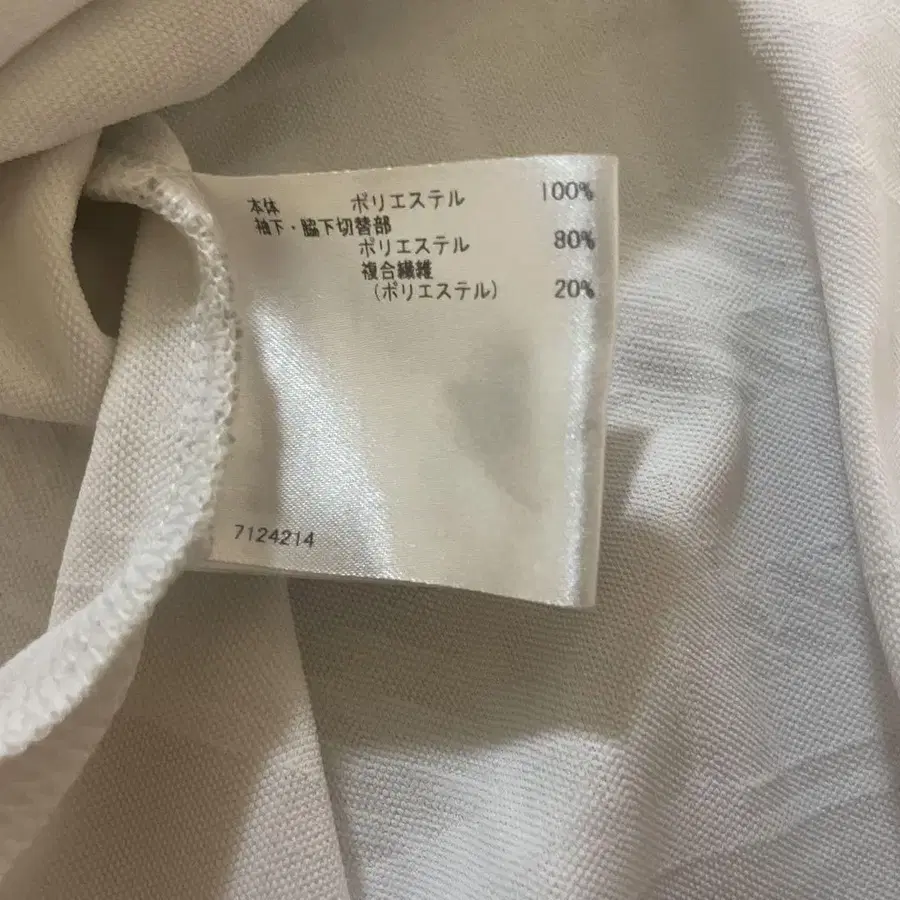 本体 ポリエステル 100%
袖下・脇下切替部
ポリエステル 80%
複合繊維
(ポリエステル) 20%
7124214